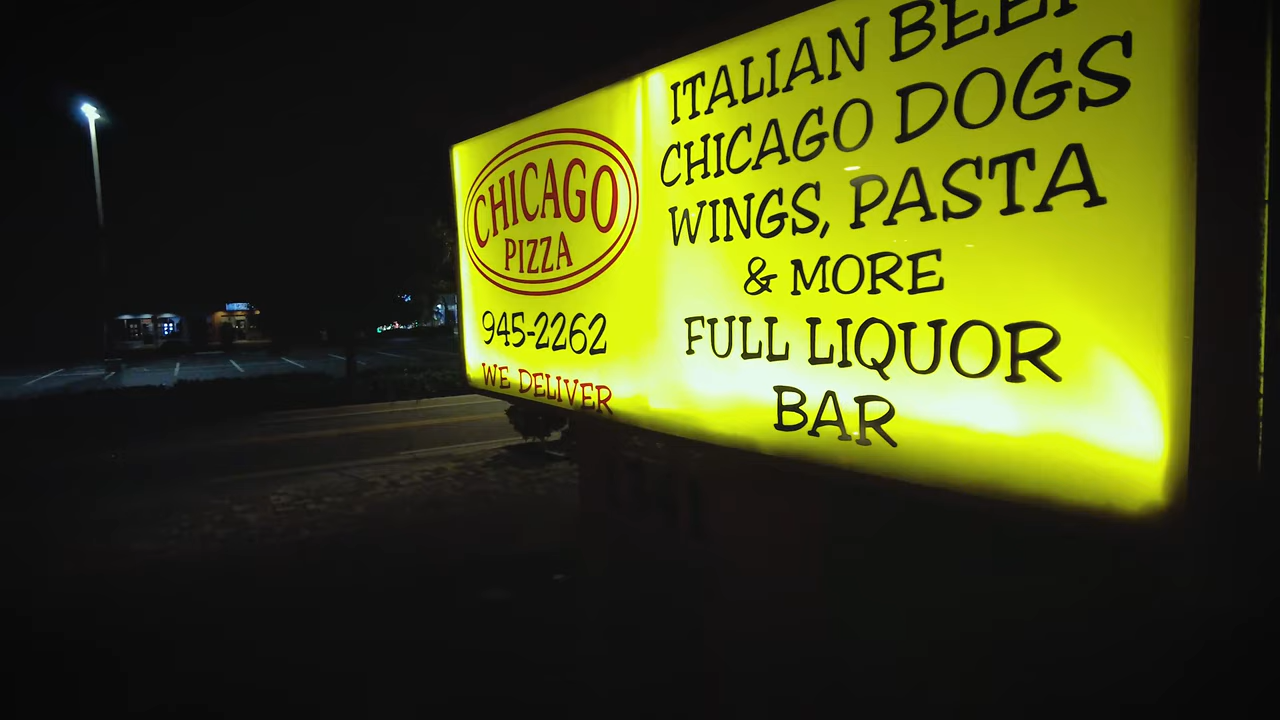 CHICAGO
PIZZA
945-2262
WE DELIVER
ITALIAN BEEF
CHICAGO DOGS
WINGS, PASTA
& MORE
FULL LIQUOR
BAR